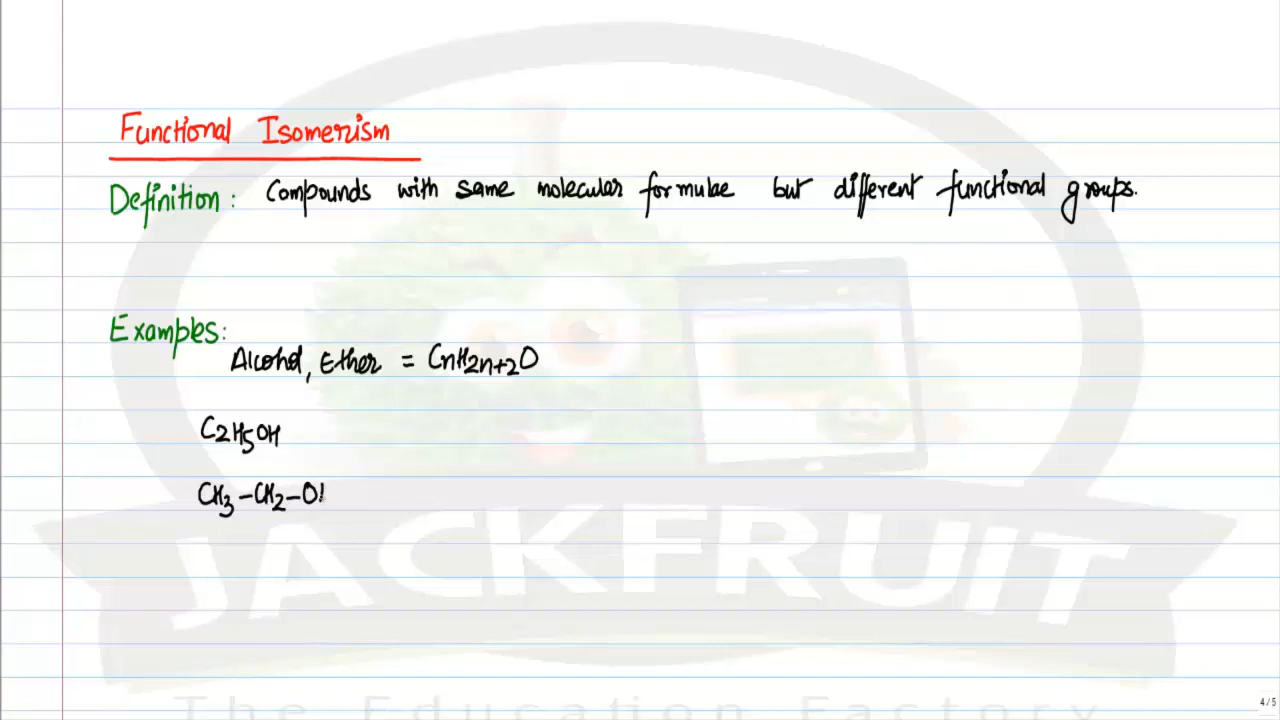 Functional Isomerism
Definition: Compounds with same molecular formulae but different functional groups.
Examples:
Alcohol, Ether = CnH2n+2O
C2H5OH
CH3-CH2-OH
JACKFRUIT
The Education Factory
4/5